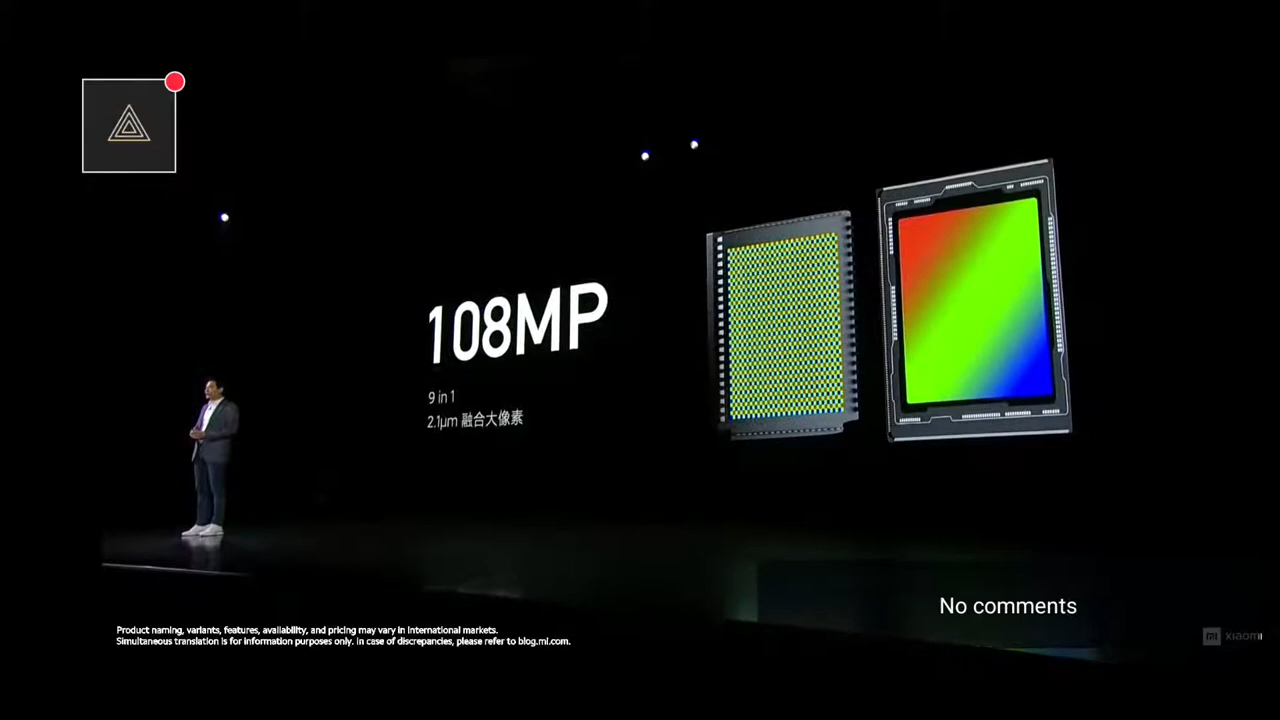 108MP
9 in 1
2.1μm 融合大像素
No comments
Product naming, variants, features, availability, and pricing may vary in international markets.
Simultaneous translation is for information purposes only. In case of discrepancies, please refer to blog.mi.com.
mi xiaomi